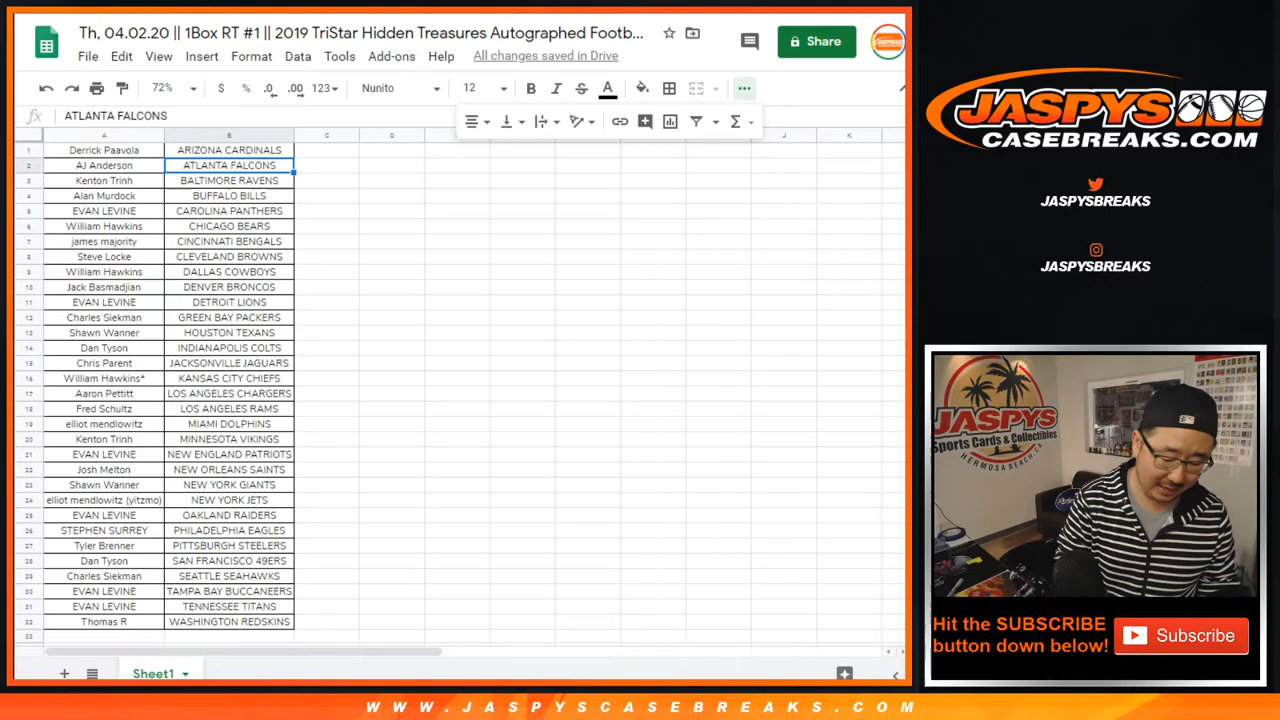 Th, 04.02.20 || 1Box RT #1 || 2019 TriStar Hidden Treasures Autographed Footb...
File Edit View Insert Format Data Tools Add-ons Help All changes saved in Drive
Share
72% $ % .0 .00 123 Nunito 12 B I S A
fx ATLANTA FALCONS
A B C D E F G H I J K
1 Derrick Paavola ARIZONA CARDINALS
2 AJ Anderson ATLANTA FALCONS
3 Kenton Trinh BALTIMORE RAVENS
4 Alan Murdock BUFFALO BILLS
5 EVAN LEVINE CAROLINA PANTHERS
6 William Hawkins CHICAGO BEARS
7 james majority CINCINNATI BENGALS
8 Steve Locke CLEVELAND BROWNS
9 William Hawkins DALLAS COWBOYS
10 Jack Basmadjian DENVER BRONCOS
11 EVAN LEVINE DETROIT LIONS
12 Charles Siekman GREEN BAY PACKERS
13 Shawn Wanner HOUSTON TEXANS
14 Dan Tyson INDIANAPOLIS COLTS
15 Chris Parent JACKSONVILLE JAGUARS
16 William Hawkins* KANSAS CITY CHIEFS
17 Aaron Pettitt LOS ANGELES CHARGERS
18 Fred Schultz LOS ANGELES RAMS
19 elliot mendlowitz MIAMI DOLPHINS
20 Kenton Trinh MINNESOTA VIKINGS
21 EVAN LEVINE NEW ENGLAND PATRIOTS
22 Josh Melton NEW ORLEANS SAINTS
23 Shawn Wanner NEW YORK GIANTS
24 elliot mendlowitz (yitzmo) NEW YORK JETS
25 EVAN LEVINE OAKLAND RAIDERS
26 STEPHEN SURREY PHILADELPHIA EAGLES
27 Tyler Brenner PITTSBURGH STEELERS
28 Dan Tyson SAN FRANCISCO 49ERS
29 Charles Siekman SEATTLE SEAHAWKS
30 EVAN LEVINE TAMPA BAY BUCCANEERS
31 EVAN LEVINE TENNESSEE TITANS
32 Thomas R WASHINGTON REDSKINS
33
Sheet1
JASPYS
CASEBREAKS.COM
JASPYSBREAKS
JASPYSBREAKS
JASPYS
Sports Cards & Collectibles
HERMOSA BEACH, CA
Hit the SUBSCRIBE
button down below!
Subscribe
WWW.JASPYSCASEBREAKS.COM